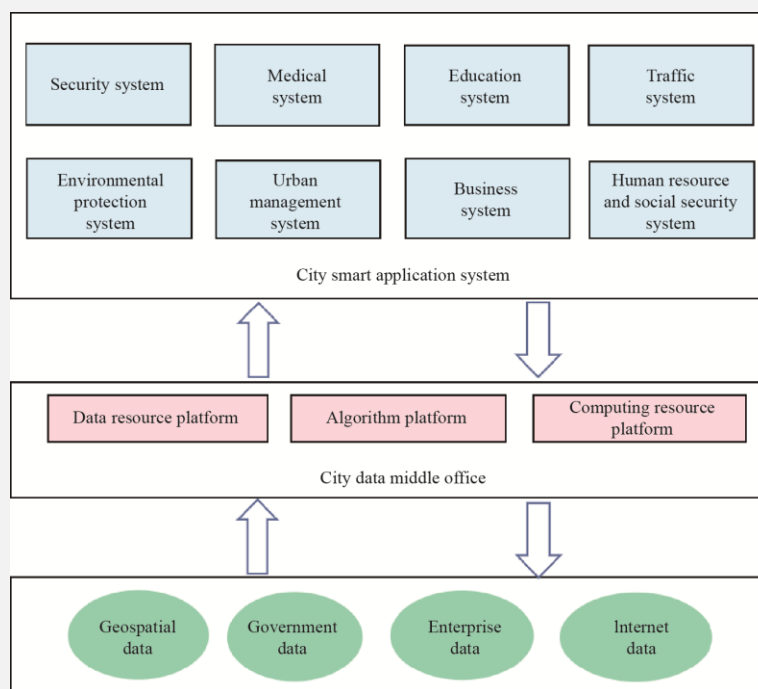 Security system
Medical
system
Education
system
Traffic
system
Environmental
protection
system
Urban
management
system
Business
system
Human resource
and social security
system
City smart application system
Data resource platform
Algorithm platform
Computing resource
platform
City data middle office
Geospatial
data
Government
data
Enterprise
data
lnternet
data